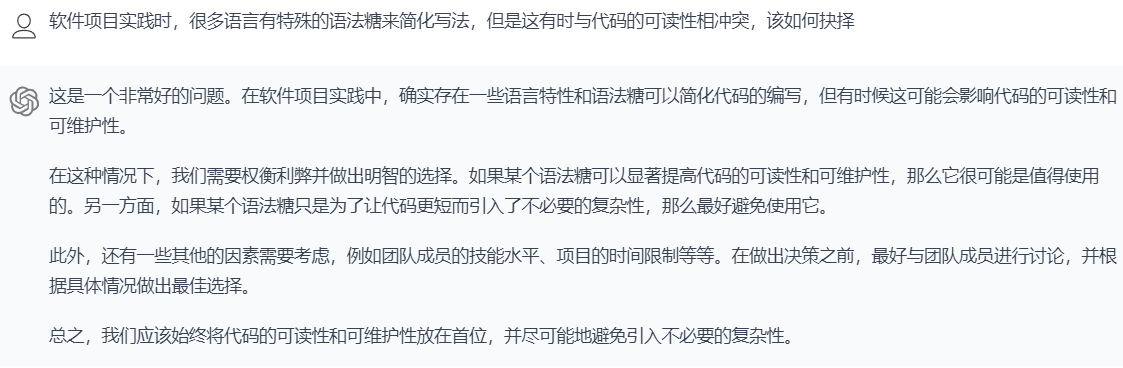 软件项目实践时，很多语言有特殊的语法糖来简化写法，但是这有时与代码的可读性相冲突，该如何抉择
这是一个非常好的问题。在软件项目实践中，确实存在一些语言特性和语法糖可以简化代码的编写，但有时候这可能会影响代码的可读性和
可维护性。
在这种情况下，我们需要权衡利弊并做出明智的选择。如果某个语法糖可以显著提高代码的可读性和可维护性，那么它很可能是值得使用
的。另一方面，如果某个语法糖只是为了让代码更短而引入了不必要的复杂性，那么最好避免使用它。
此外，还有一些其他的因素需要考虑，例如团队成员的技能水平、项目的时间限制等等。在做出决策之前，最好与团队成员进行讨论，并根
据具体情况做出最佳选择。
总之，我们应该始终将代码的可读性和可维护性放在首位，并尽可能地避免引入不必要的复杂性。